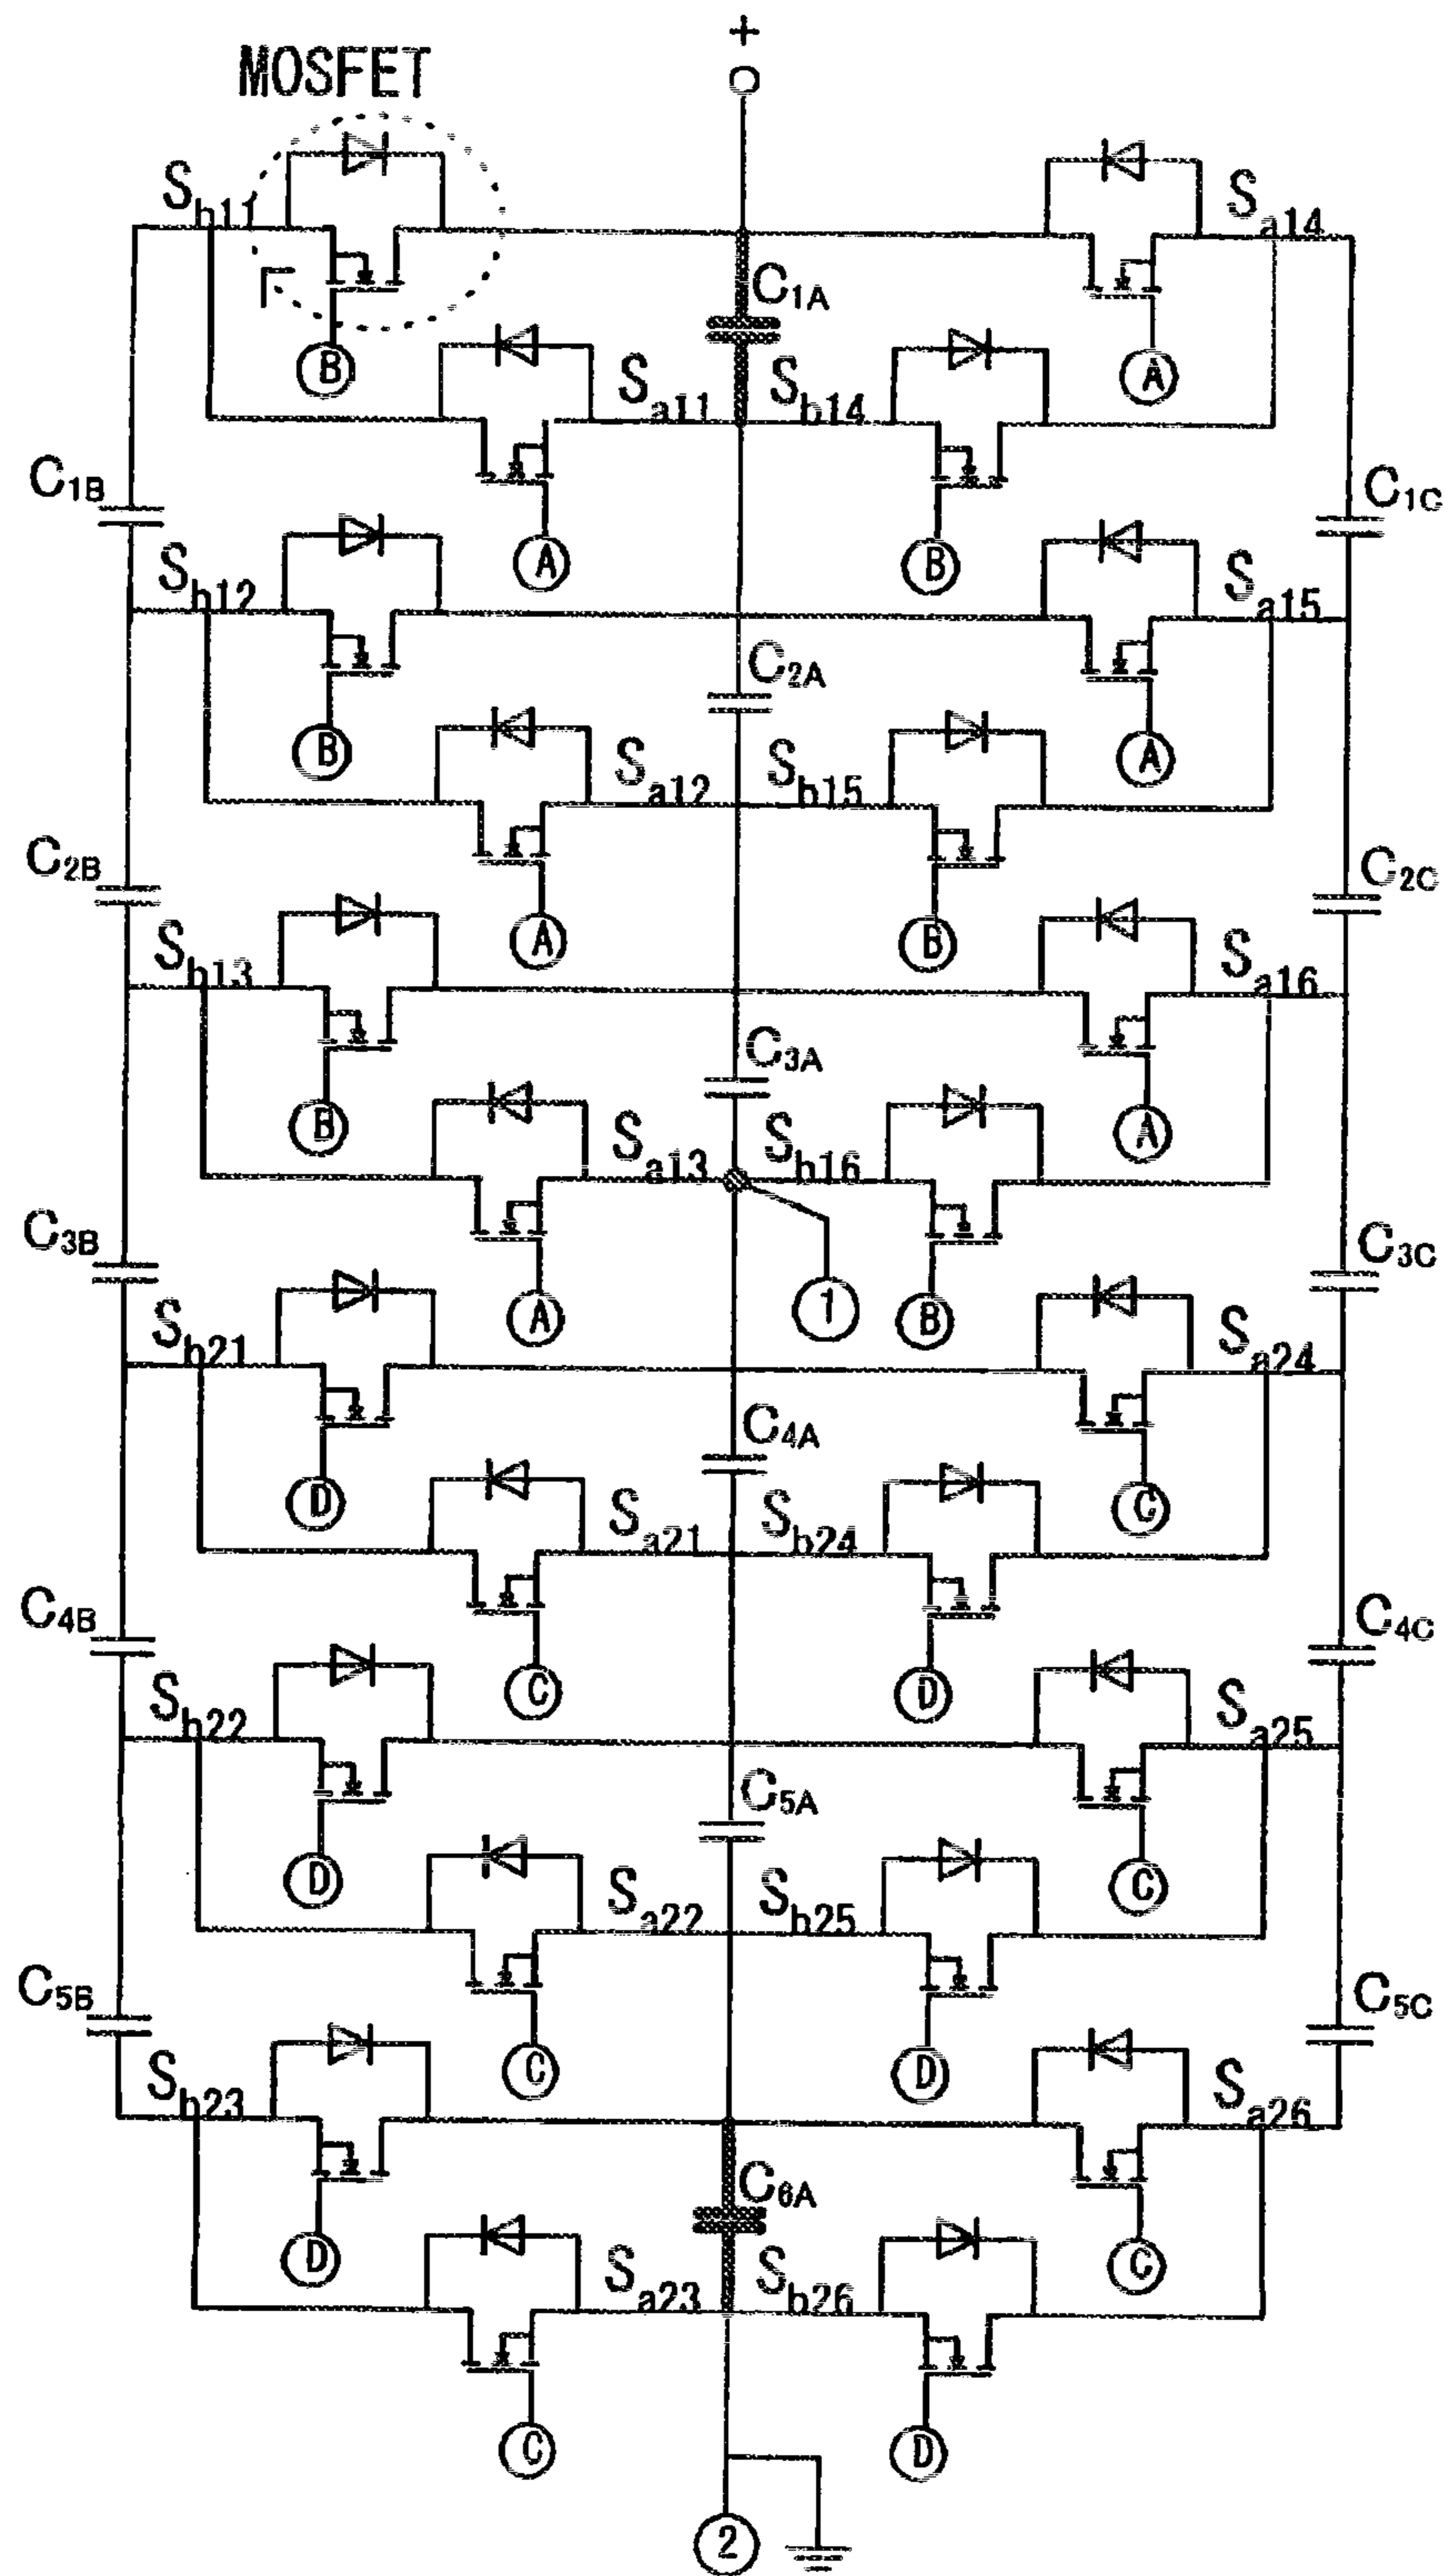 +
MOSFET
Sb11
Sa14
C1A
B
A
Sa11
Sb14
C1B
C1C
A
B
Sb12
Sa15
C2A
B
A
Sa12
Sb15
C2B
C2C
A
B
Sb13
Sa16
C3A
B
A
Sa13
Sb16
C3B
C3C
1
A
B
Sb21
Sa24
C4A
D
C
Sa21
Sb24
C4B
C4C
C
D
Sb22
Sa25
C5A
D
C
Sa22
Sb25
C5B
C5C
C
D
Sb23
Sa26
C6A
D
C
Sa23
Sb26
C
D
2